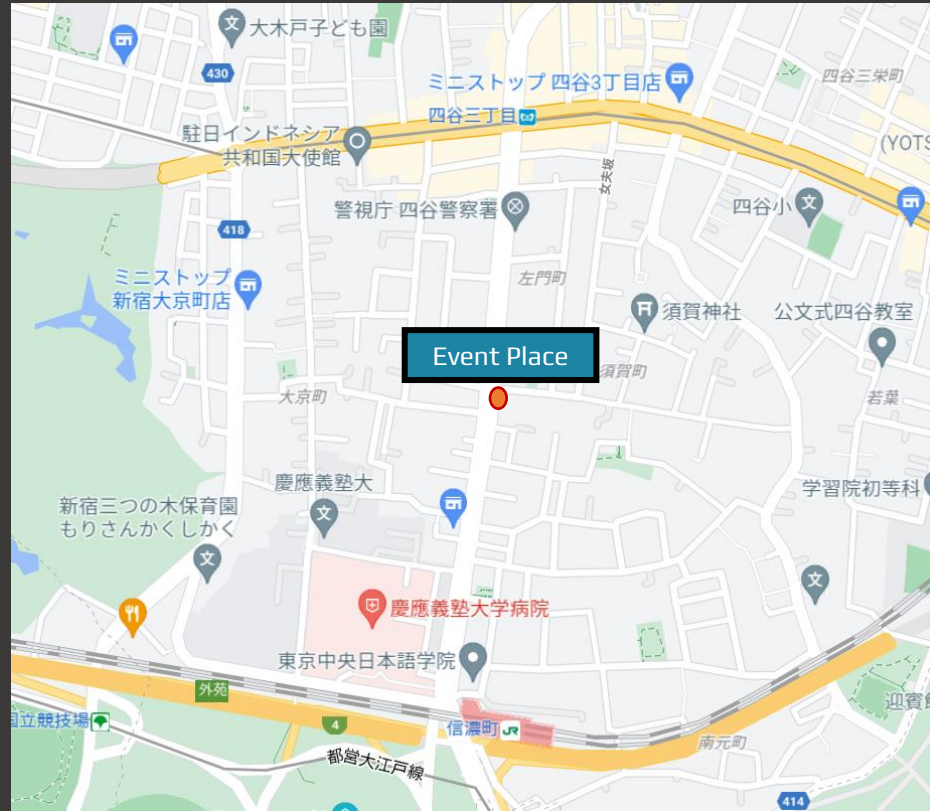 大木戸子ども園
430
ミニストップ 四谷3丁目店
四谷三栄町
四谷三丁目
駐日インドネシア
共和国大使館
(YOTS
女夫坂
警視庁 四谷警察署
四谷小
418
左門町
ミニストップ
新宿大京町店
須賀神社
公文式四谷教室
Event Place
須賀町
大京町
若葉
慶應義塾大
学習院初等科
新宿三つの木保育園
もりさんかくしかく
慶應義塾大学病院
東京中央日本語学院
外苑
迎賓館
国立競技場
4
信濃町 JR
南元町
都営大江戸線
414